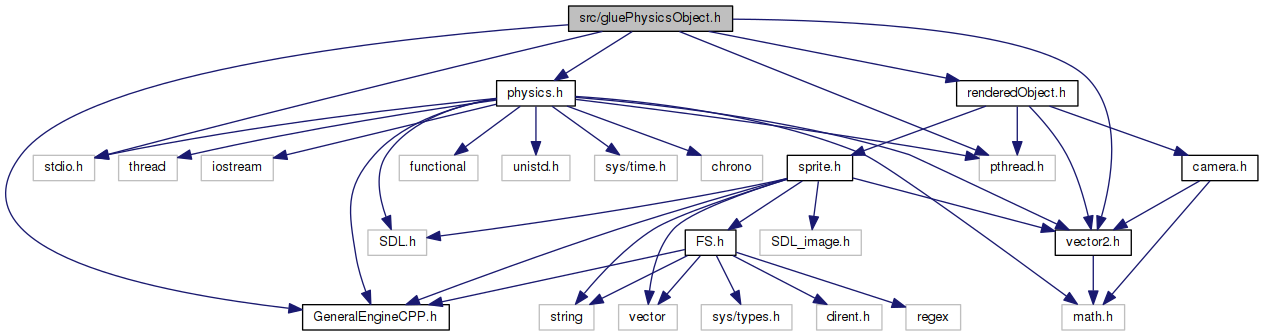 src/gluePhysicsObject.h
physics.h
renderedObject.h
stdio.h
thread
iostream
functional
unistd.h
sys/time.h
chrono
sprite.h
pthread.h
camera.h
SDL.h
FS.h
SDL_image.h
vector2.h
GeneralEngineCPP.h
string
vector
sys/types.h
dirent.h
regex
math.h